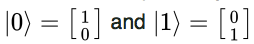 |0⟩ = [1 0] and |1⟩ = [0 1]